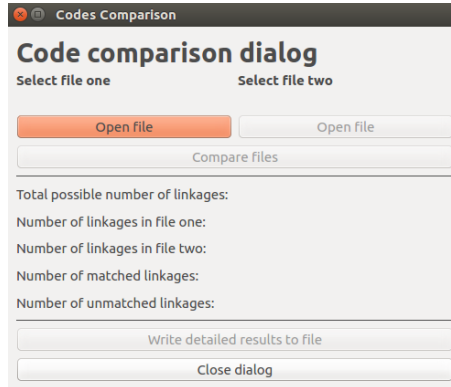 Codes Comparison
Code comparison dialog
Select file one Select file two
Open file Open file
Compare files
Total possible number of linkages:
Number of linkages in file one:
Number of linkages in file two:
Number of matched linkages:
Number of unmatched linkages:
Write detailed results to file
Close dialog